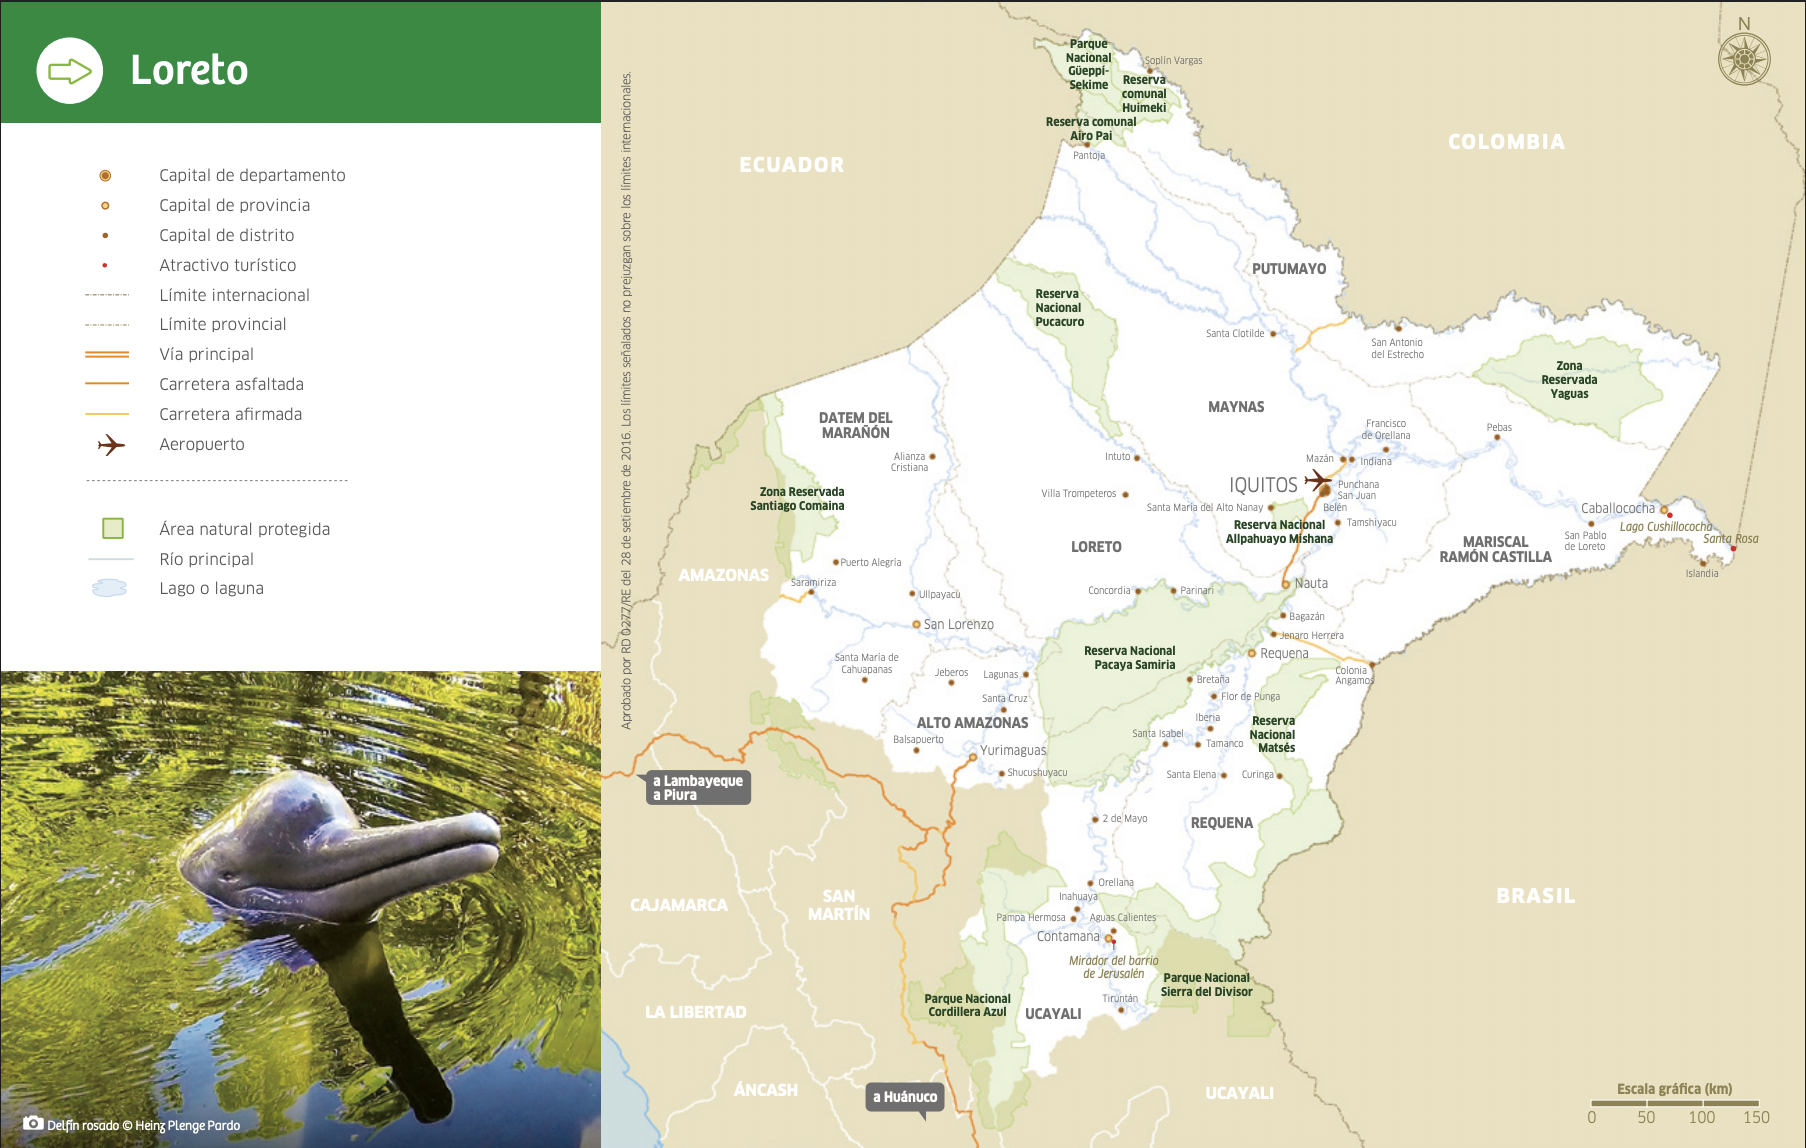 Loreto
Capital de departamento
Capital de provincia
Capital de distrito
Atractivo turístico
Límite internacional
Límite provincial
Vía principal
Carretera asfaltada
Carretera afirmada
Aeropuerto
Área natural protegida
Río principal
Lago o laguna
Delfín rosado © Heinz Plenge Pardo
Aprobado por RD 0277/RE del 28 de setiembre de 2016. Los límites señalados no prejuzgan sobre los límites internacionales.
N
ECUADOR
COLOMBIA
BRASIL
Parque
Nacional
Güeppí-
Sekime
Soplín Vargas
Reserva
comunal
Huimeki
Reserva comunal
Airo Pai
Pantoja
PUTUMAYO
Reserva
Nacional
Pucacuro
Santa Clotilde
San Antonio
del Estrecho
Zona
Reservada
Yaguas
MAYNAS
DATEM DEL
MARAÑÓN
Francisco
de Orellana
Pebas
Alianza
Cristiana
Intuto
Mazán
Indiana
IQUITOS
Punchana
San Juan
Belén
Villa Trompeteros
Santa María del Alto Nanay
Tamshiyacu
Zona Reservada
Santiago Comaina
Reserva Nacional
Allpahuayo Mishana
Caballococha
Lago Cushillococha
Santa Rosa
San Pablo
de Loreto
Islandia
LORETO
MARISCAL
RAMÓN CASTILLA
AMAZONAS
Puerto Alegría
Saramiriza
Ullpayacu
San Lorenzo
Concordia
Parinari
Nauta
Bagazán
Jenaro Herrera
Requena
Colonia
Angamos
Reserva Nacional
Pacaya Samiria
Santa María de
Cahuapanas
Jeberos
Lagunas
Santa Cruz
Bretaña
Flor de Punga
ALTO AMAZONAS
Iberia
Reserva
Nacional
Matsés
Balsapuerto
Yurimaguas
Santa Isabel
Tamanco
Shucushuyacu
Santa Elena
Curinga
a Lambayeque
a Piura
2 de Mayo
REQUENA
CAJAMARCA
SAN
MARTÍN
Orellana
Inahuaya
Pampa Hermosa
Aguas Calientes
Contamana
Mirador del barrio
de Jerusalén
Parque Nacional
Sierra del Divisor
Parque Nacional
Cordillera Azul
Tiruntán
UCAYALI
LA LIBERTAD
ÁNCASH
a Huánuco
UCAYALI
Escala gráfica (km)
0 50 100 150